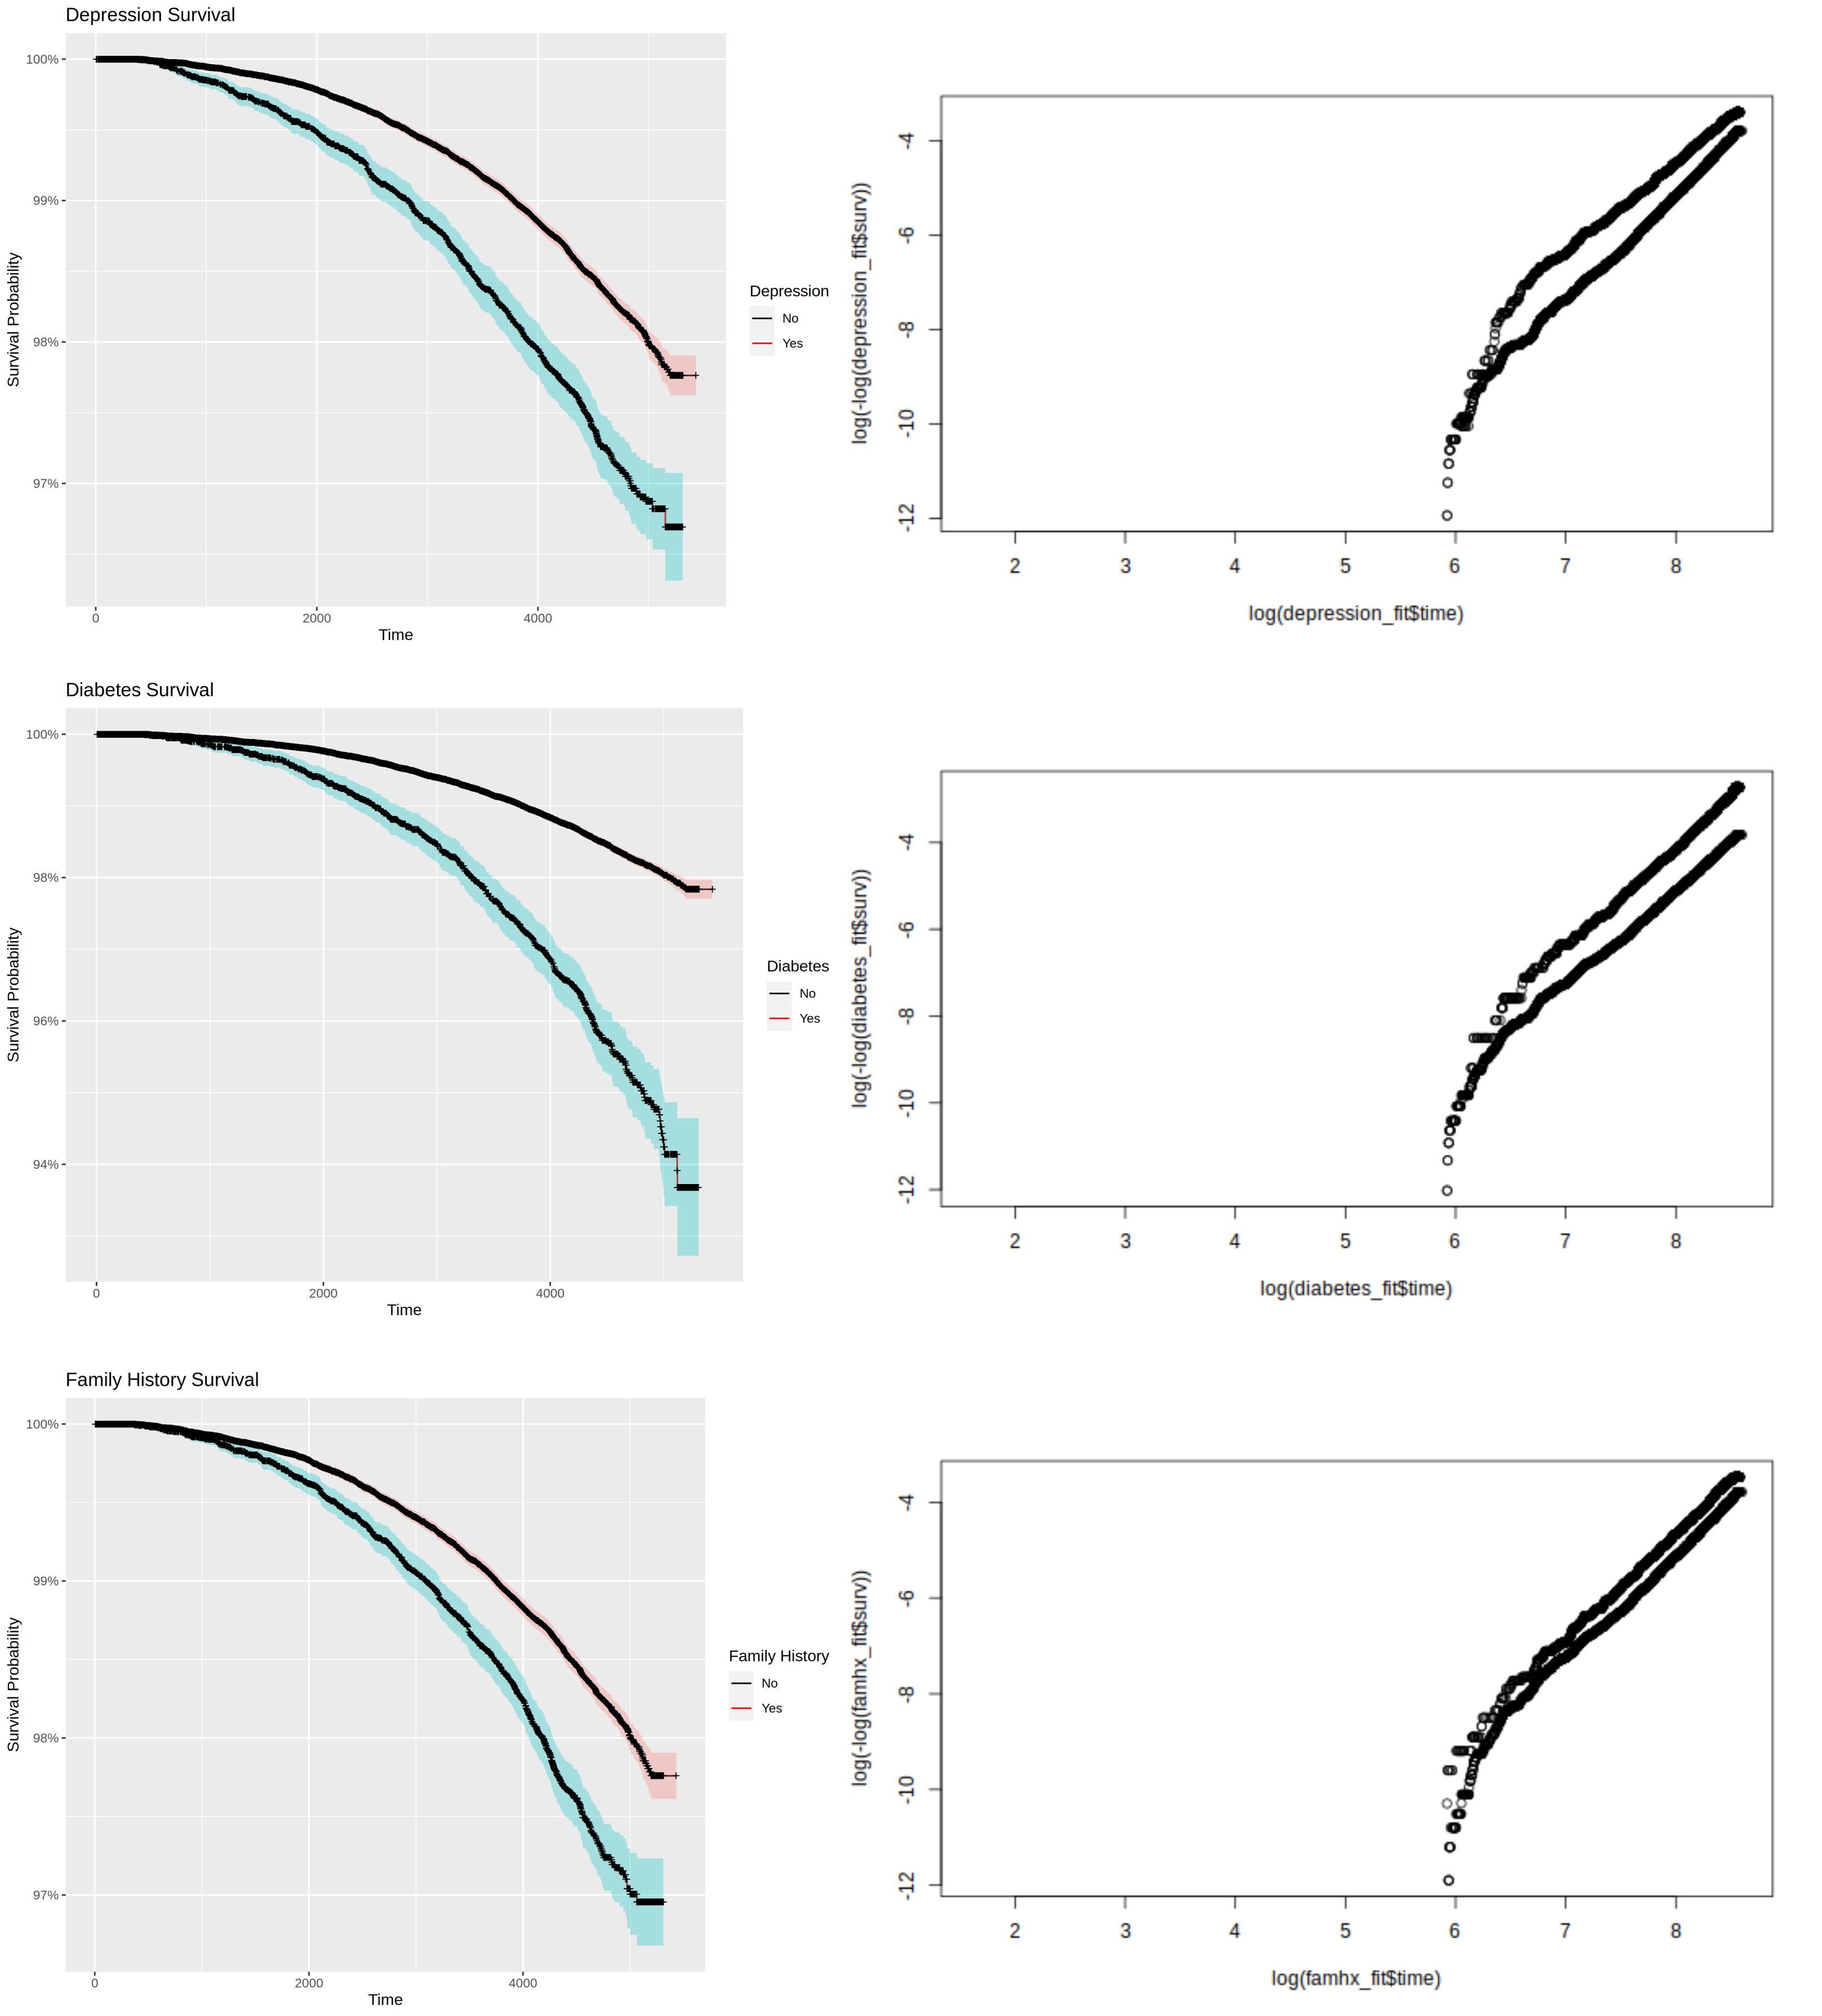 Depression Survival
100%
99%
98%
97%
Survival Probability
0 2000 4000
Time
Depression
No
Yes
log(-log(depression_fit$surv))
-4
-6
-8
-10
-12
2 3 4 5 6 7 8
log(depression_fit$time)
Diabetes Survival
100%
98%
96%
94%
Survival Probability
0 2000 4000
Time
Diabetes
No
Yes
log(-log(diabetes_fit$surv))
-4
-6
-8
-10
-12
2 3 4 5 6 7 8
log(diabetes_fit$time)
Family History Survival
100%
99%
98%
97%
Survival Probability
0 2000 4000
Time
Family History
No
Yes
log(-log(famhx_fit$surv))
-4
-6
-8
-10
-12
2 3 4 5 6 7 8
log(famhx_fit$time)